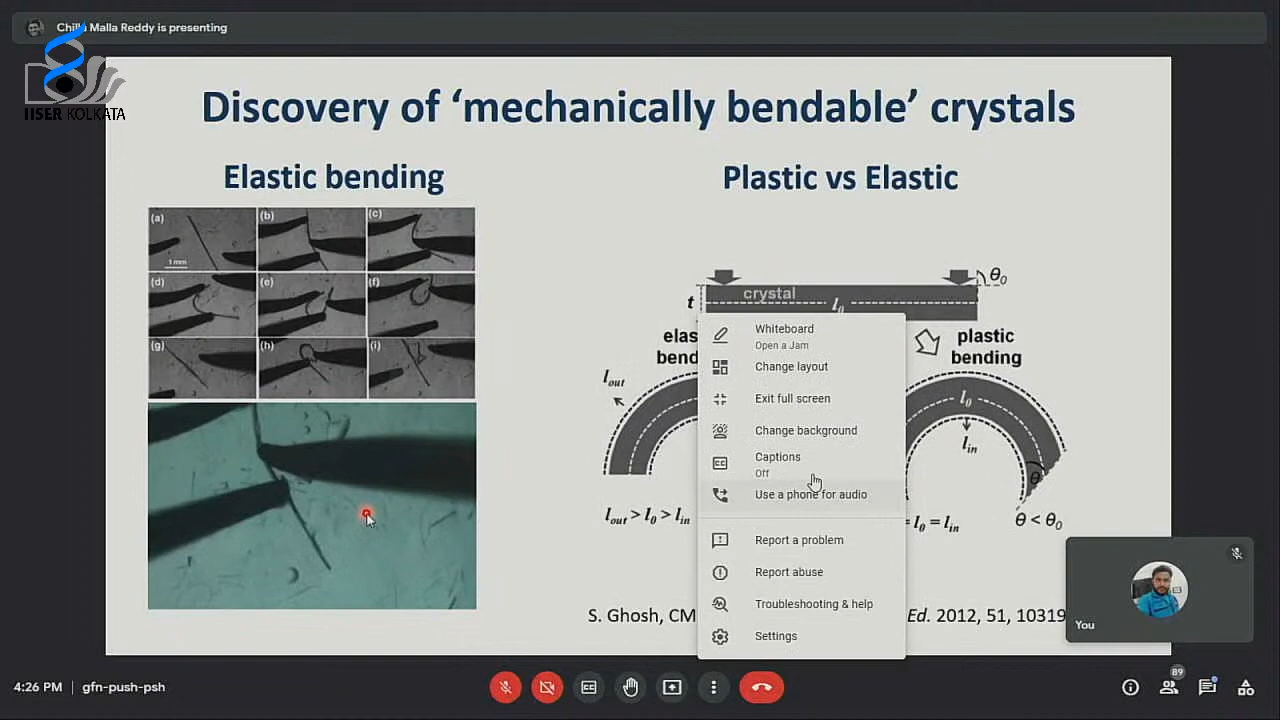 Chilla Malla Reddy is presenting
IISER KOLKATA
Discovery of ‘mechanically bendable’ crystals
Elastic bending
Plastic vs Elastic
(a)
(b)
(c)
1 mm
(d)
(e)
(f)
(g)
(h)
(i)
θ0
crystal
t
l0
elas
bend
plastic
bending
lout
l0
lin
θ
lout > l0 > lin
= l0 = lin
θ < θ0
S. Ghosh, CM
Ed. 2012, 51, 10319
Whiteboard
Open a Jam
Change layout
Exit full screen
Change background
Captions
Off
Use a phone for audio
Report a problem
Report abuse
Troubleshooting & help
Settings
You
4:26 PM | gfn-push-psh
89